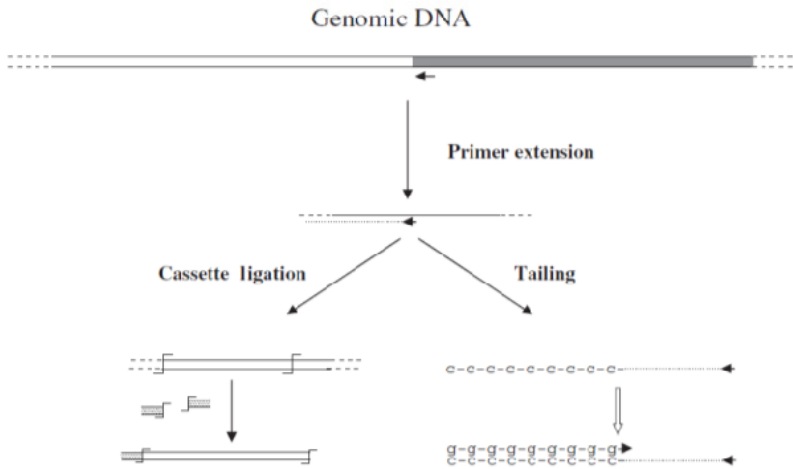 Genomic DNA
Primer extension
Cassette ligation
Tailing
c-c-c-c-c-c-c-c-c-
g-g-g-g-g-g-g-g-g
c-c-c-c-c-c-c-c-c-